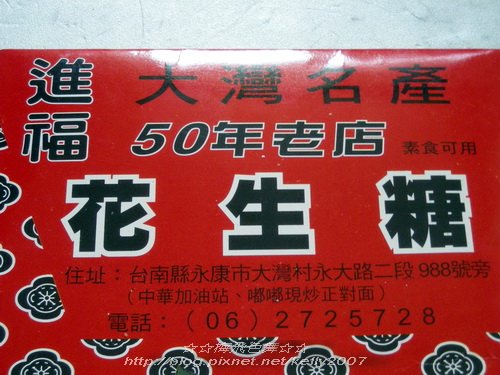 進福
大灣名產
50年老店 素食可用
花生糖
住址：台南縣永康市大灣村永大路二段988號旁
（中華加油站、嘟嘟現炒正對面）
電話：（06）2725728
http://blog.pixnet.net/kelly2007